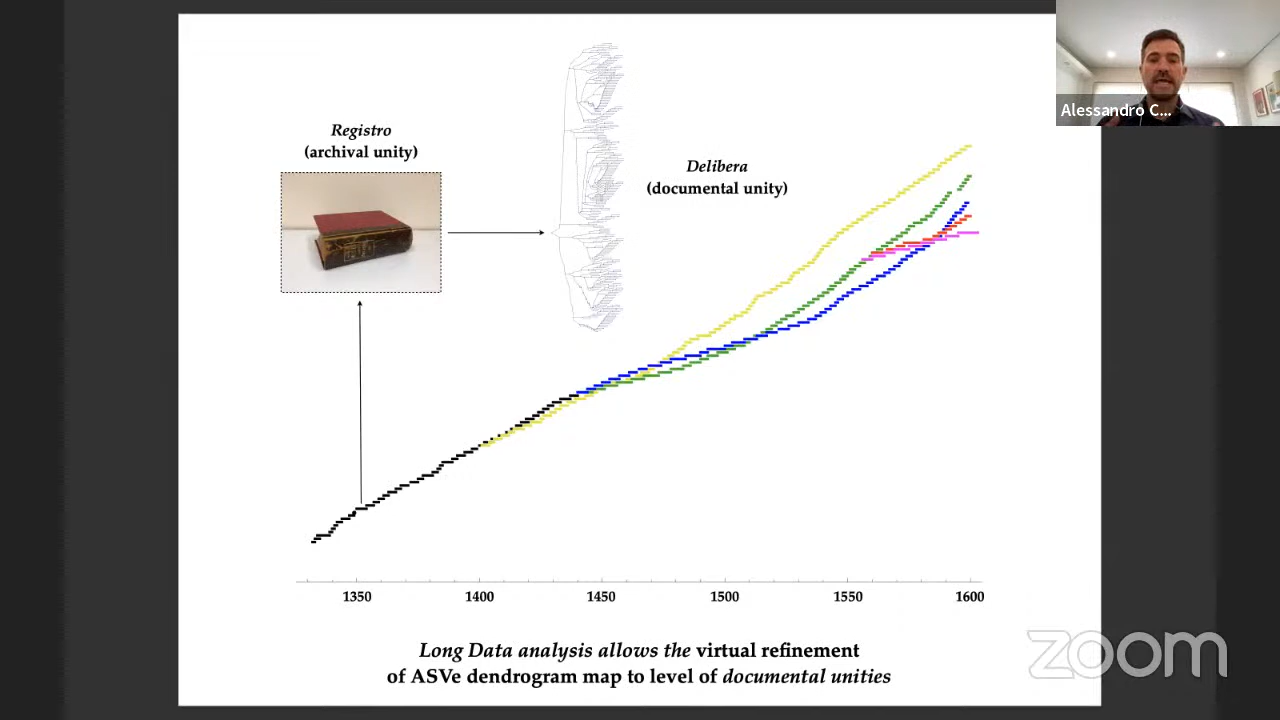 Alessandro C...
Registro
(archival unity)
Delibera
(documental unity)
1350 1400 1450 1500 1550 1600
Long Data analysis allows the virtual refinement
of ASVe dendrogram map to level of documental unities
zoom